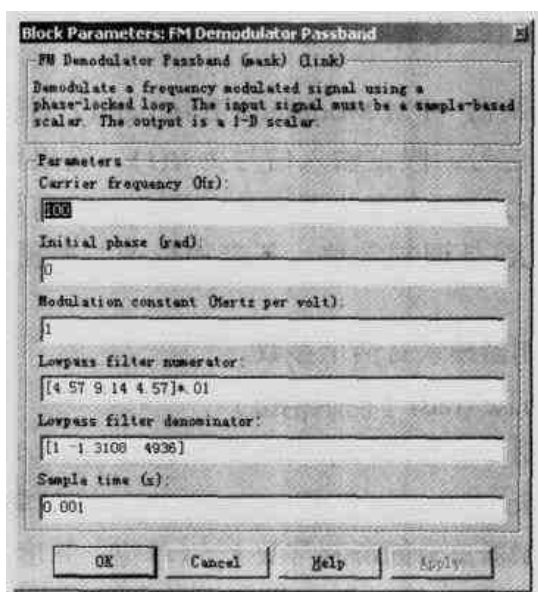 Block Parameters: FM Demodulator Passband
FM Demodulator Passband (mask) (link)
Demodulate a frequency modulated signal using a
phase-locked loop. The input signal must be a sample-based
scalar. The output is a 1-D scalar.
Parameters
Carrier frequency (Hz):
100
Initial phase (rad):
0
Modulation constant (Hertz per volt):
1
Lowpass filter numerator:
[4 57 9 14 4 57]*.01
Lowpass filter denominator:
[1 -1 3108 4936]
Sample time (s):
0.001
OK Cancel Help Apply